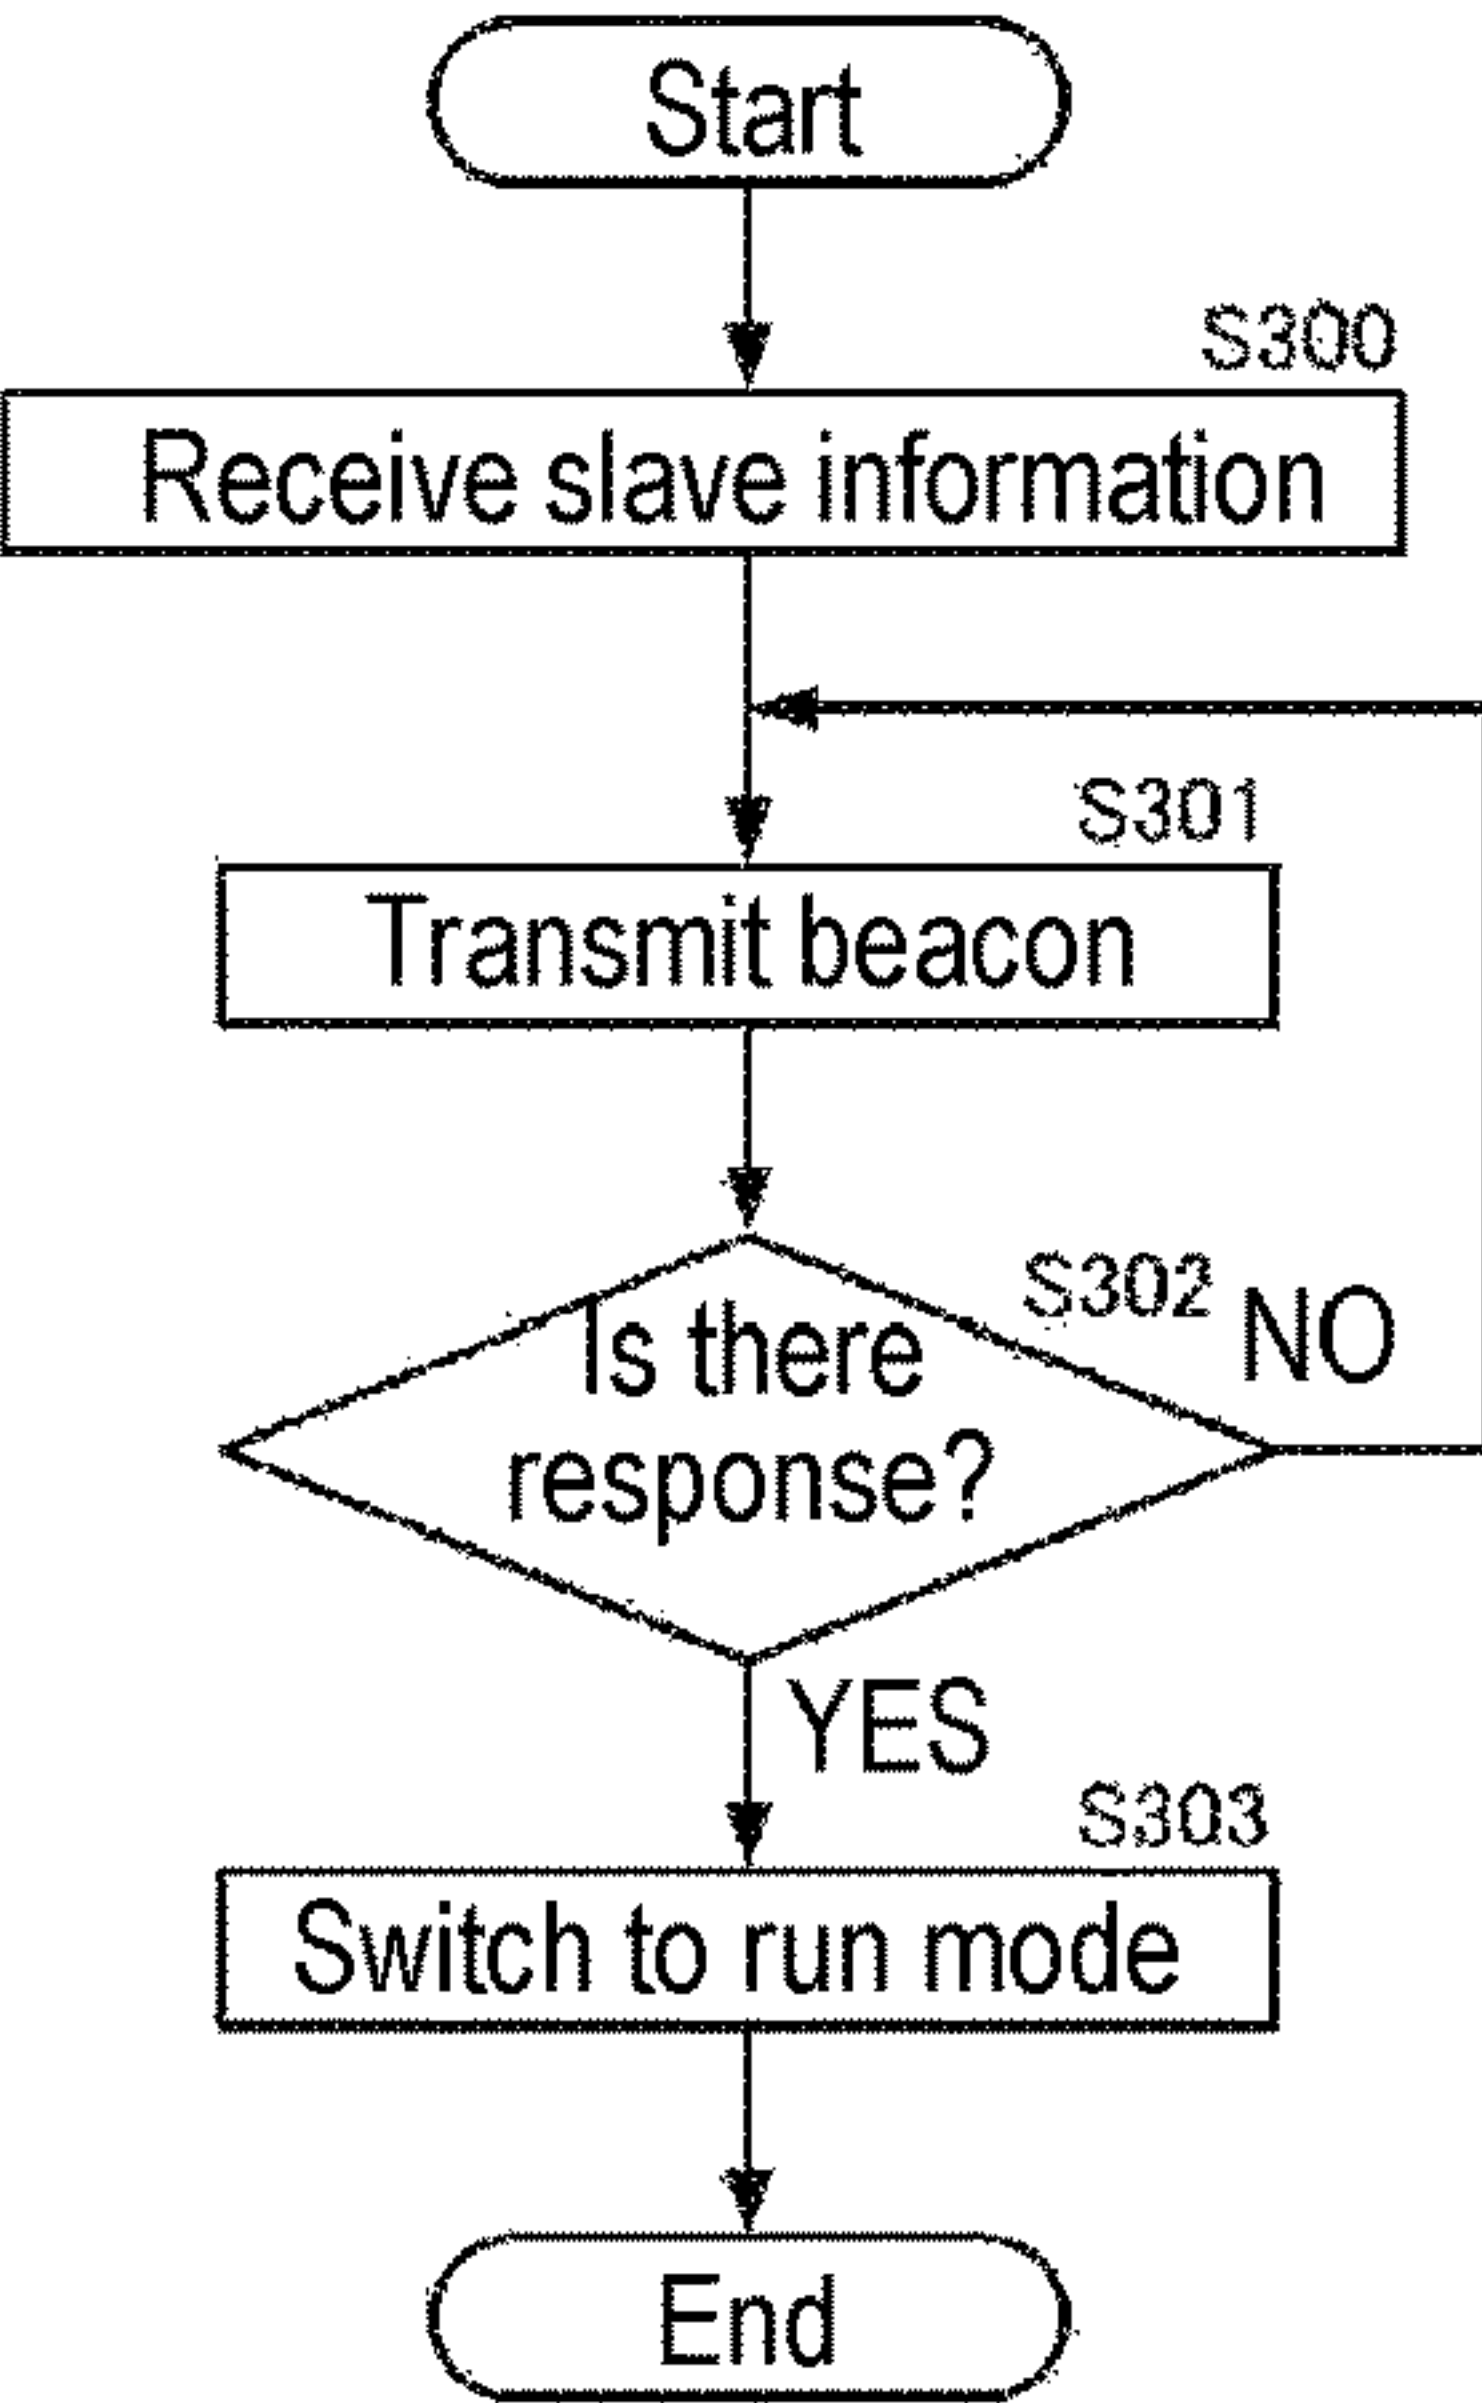 Start
S300
Receive slave information
S301
Transmit beacon
S302
NO
Is there
response?
YES
S303
Switch to run mode
End